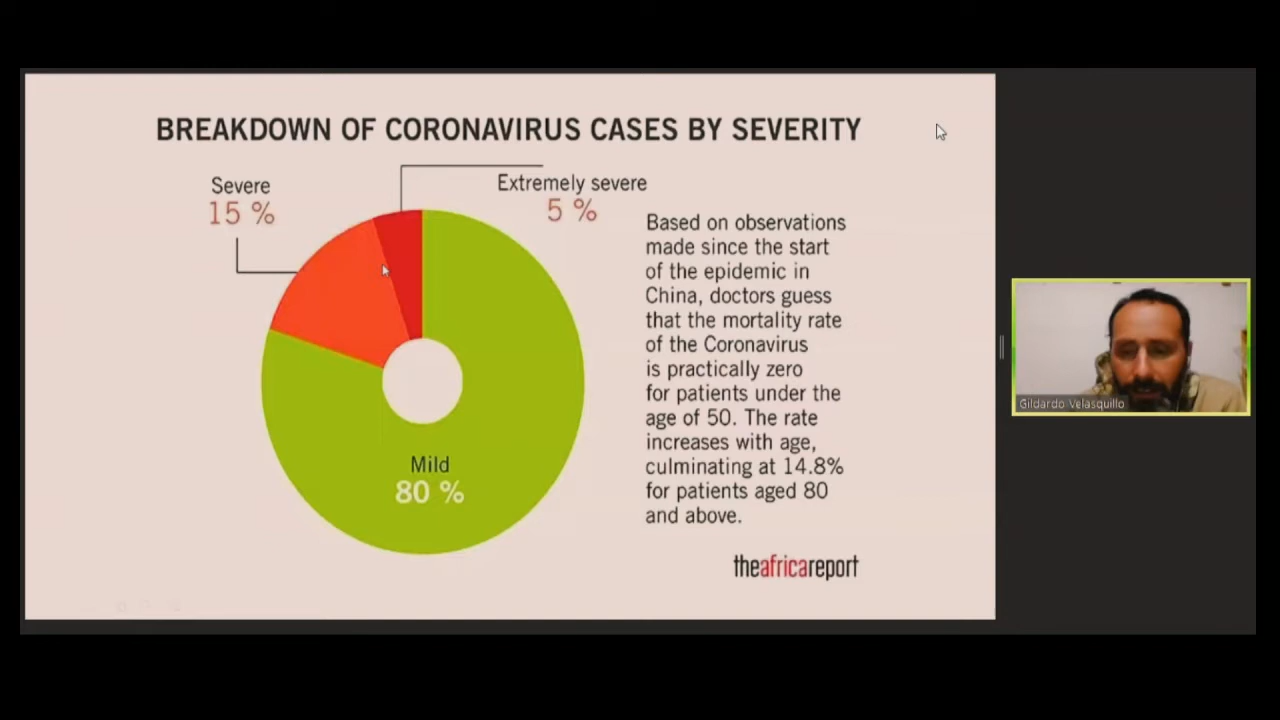 BREAKDOWN OF CORONAVIRUS CASES BY SEVERITY
Severe
15 %
Extremely severe
5 %
Mild
80 %
Based on observations
made since the start
of the epidemic in
China, doctors guess
that the mortality rate
of the Coronavirus
is practically zero
for patients under the
age of 50. The rate
increases with age,
culminating at 14.8%
for patients aged 80
and above.
theafricareport
Gildardo Velasquillo